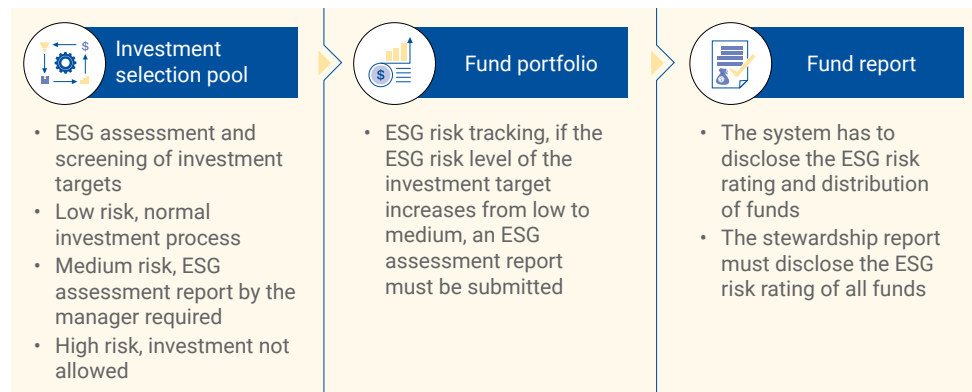 Investment
selection pool
• ESG assessment and
screening of investment
targets
• Low risk, normal
investment process
• Medium risk, ESG
assessment report by the
manager required
• High risk, investment not
allowed
Fund portfolio
• ESG risk tracking, if the
ESG risk level of the
investment target
increases from low to
medium, an ESG
assessment report
must be submitted
Fund report
• The system has to
disclose the ESG risk
rating and distribution
of funds
• The stewardship report
must disclose the ESG
risk rating of all funds